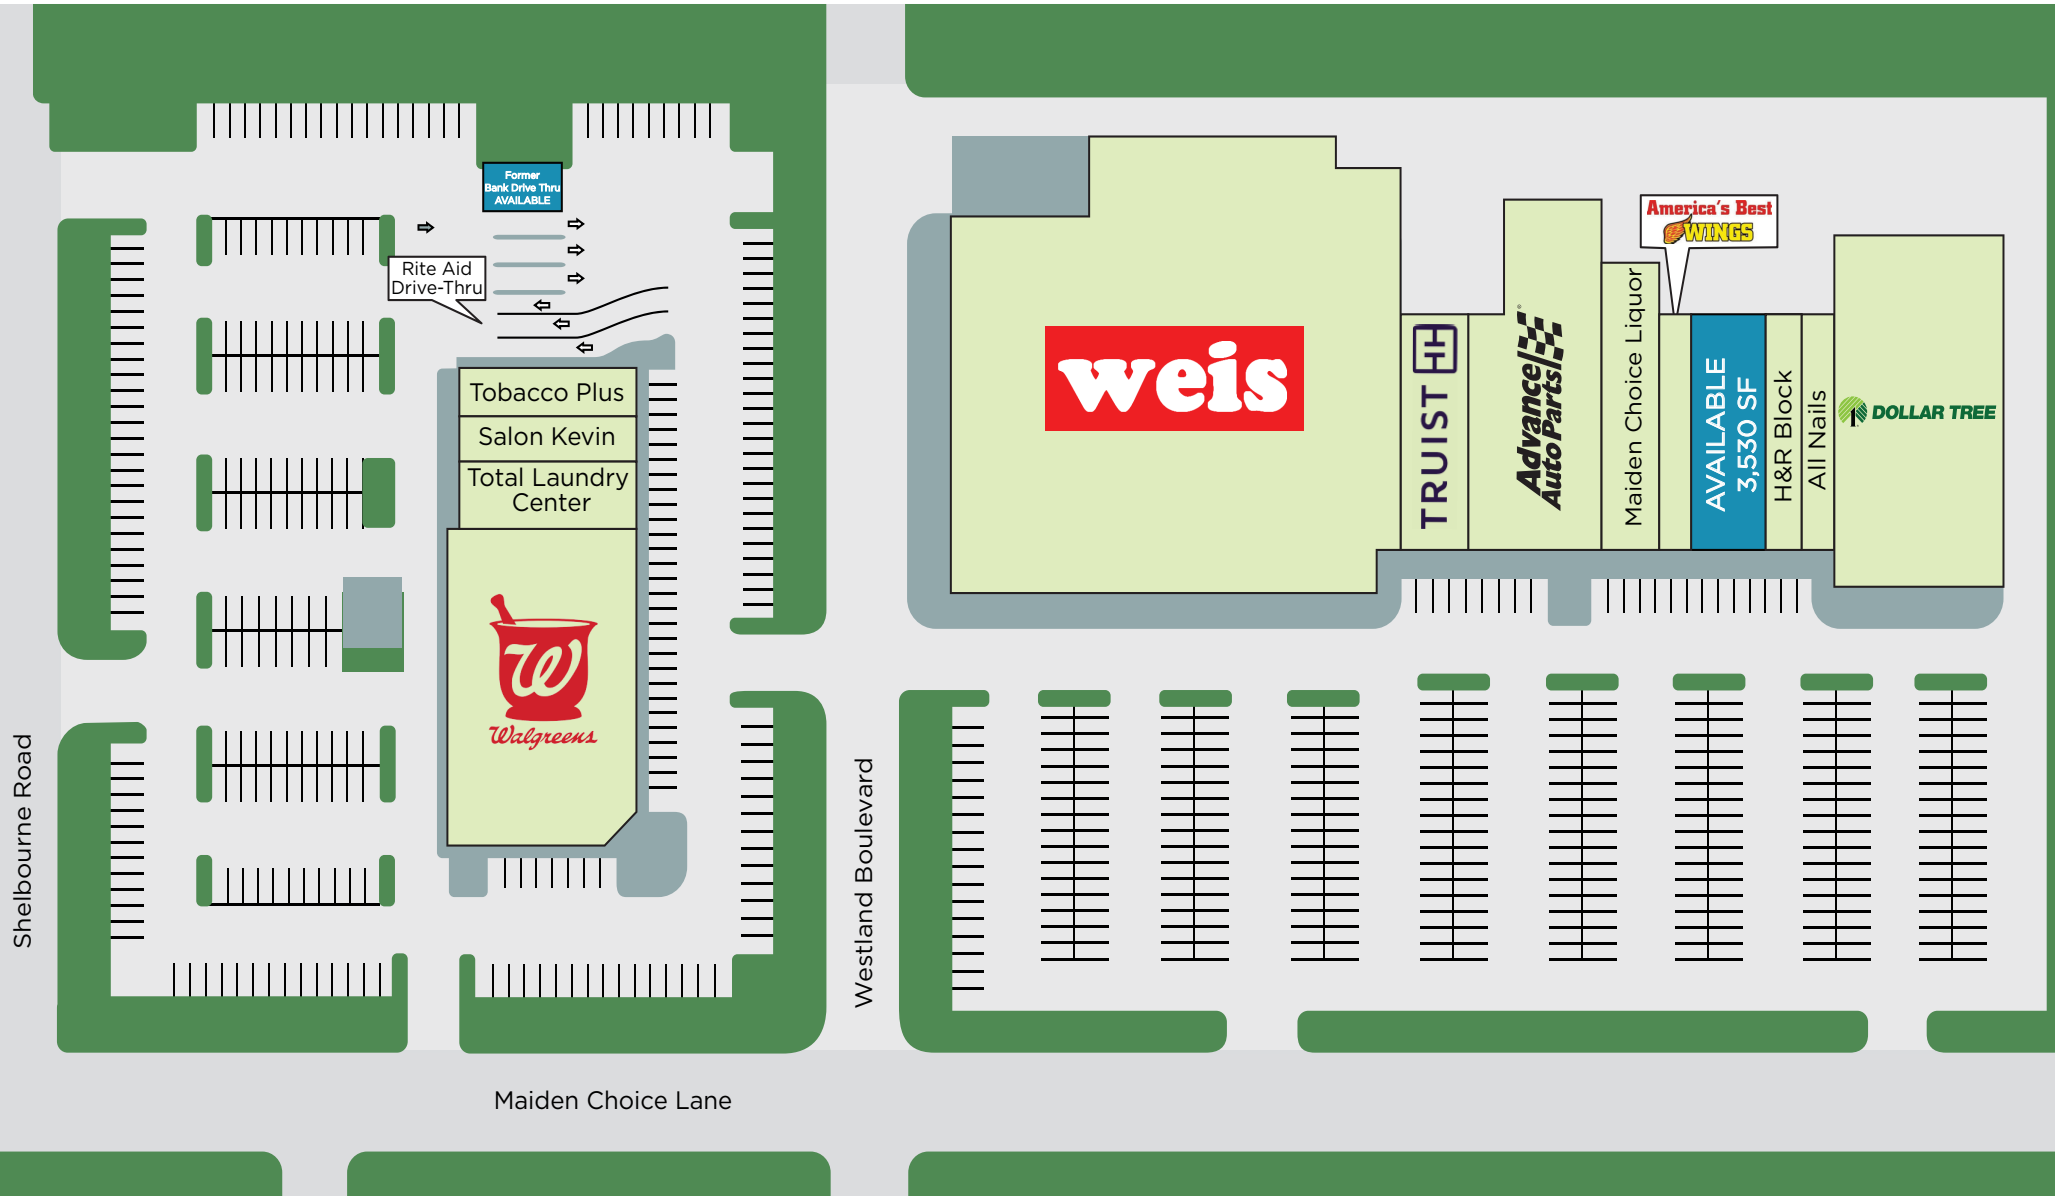 Former
Bank Drive Thru
AVAILABLE
Rite Aid
Drive-Thru
Tobacco Plus
Salon Kevin
Total Laundry
Center
W
Walgreens
weis
TRUIST
Advance
Auto Parts
®
Maiden Choice Liquor
America's Best
WINGS
AVAILABLE
3,530 SF
H&R Block
All Nails
DOLLAR TREE
Shelbourne Road
Westland Boulevard
Maiden Choice Lane